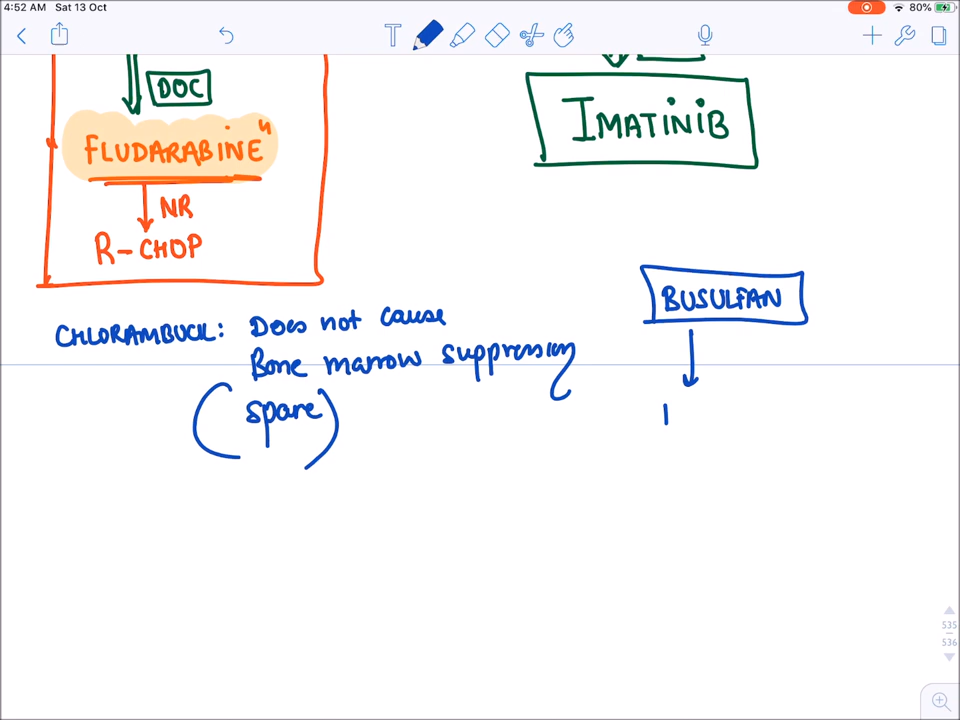 4:52 AM Sat 13 Oct
80%
T
DOC
FLUDARABINE
NR
R-CHOP
IMATINIB
BUSULFAN
CHLORAMBUCIL: DOES not cause
Bone marrow suppression
(spare)
535
536